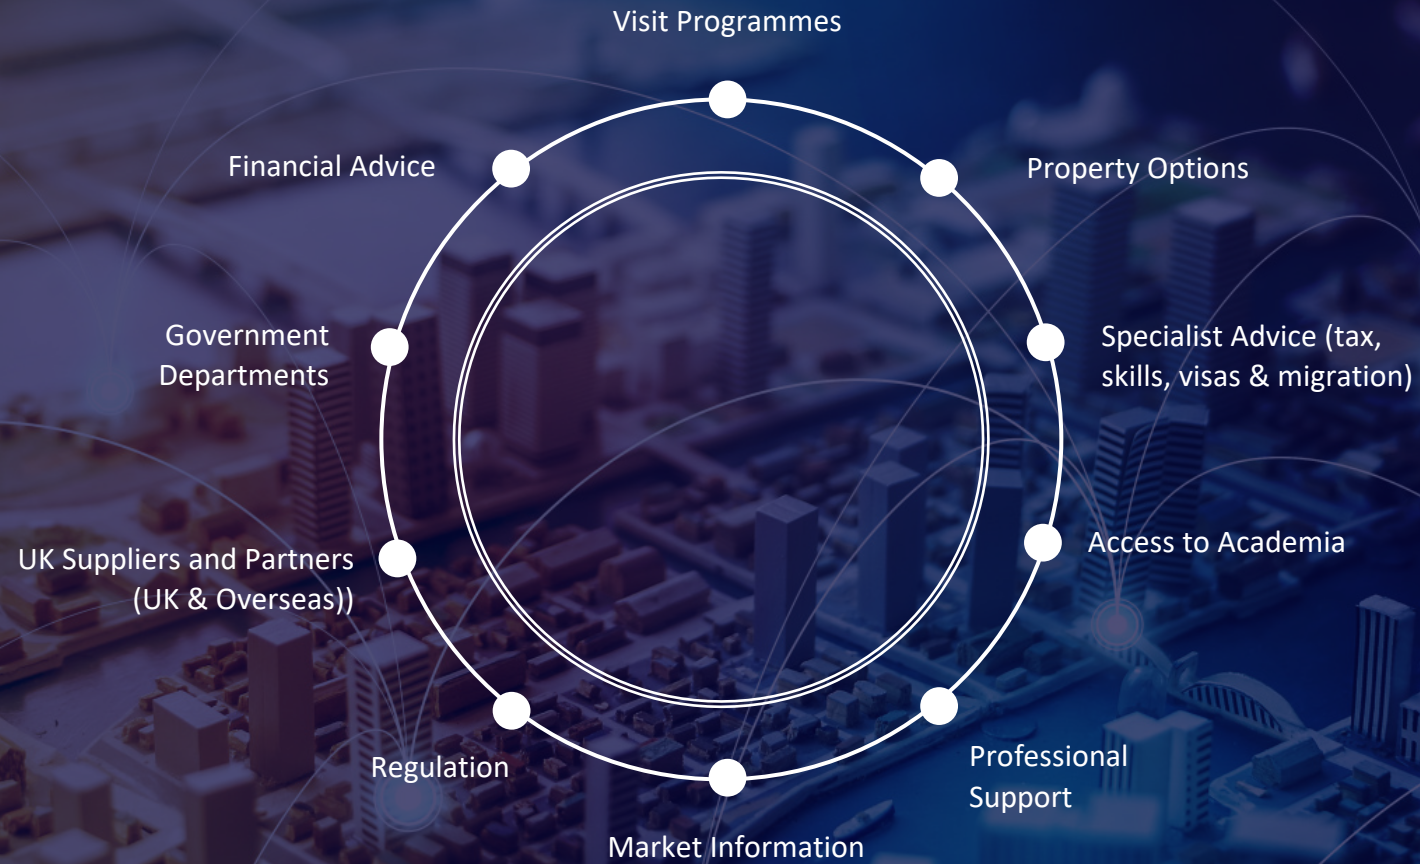 Visit Programmes
Financial Advice
Property Options
Government
Departments
Specialist Advice (tax,
skills, visas & migration)
UK Suppliers and Partners
(UK & Overseas))
Access to Academia
Regulation
Professional
Support
Market Information